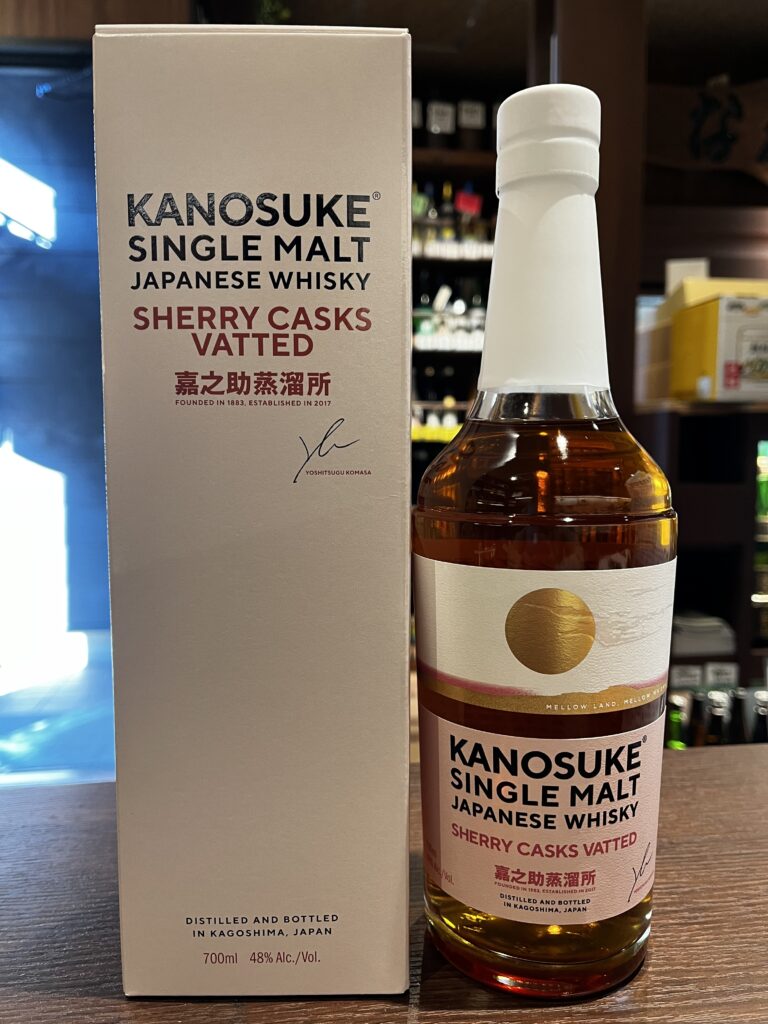 KANOSUKE®
SINGLE MALT
JAPANESE WHISKY
SHERRY CASKS
VATTED
嘉之助蒸溜所
FOUNDED IN 1883, ESTABLISHED IN 2017
YOSHITSUGU KOMASA
DISTILLED AND BOTTLED
IN KAGOSHIMA, JAPAN
700ml 48% Alc./Vol.
MELLOW LAND, MELLOW
KANOSUKE®
SINGLE MALT
JAPANESE WHISKY
SHERRY CASKS VATTED
嘉之助蒸溜所
FOUNDED IN 1883, ESTABLISHED IN 2017
DISTILLED AND BOTTLED
IN KAGOSHIMA, JAPAN